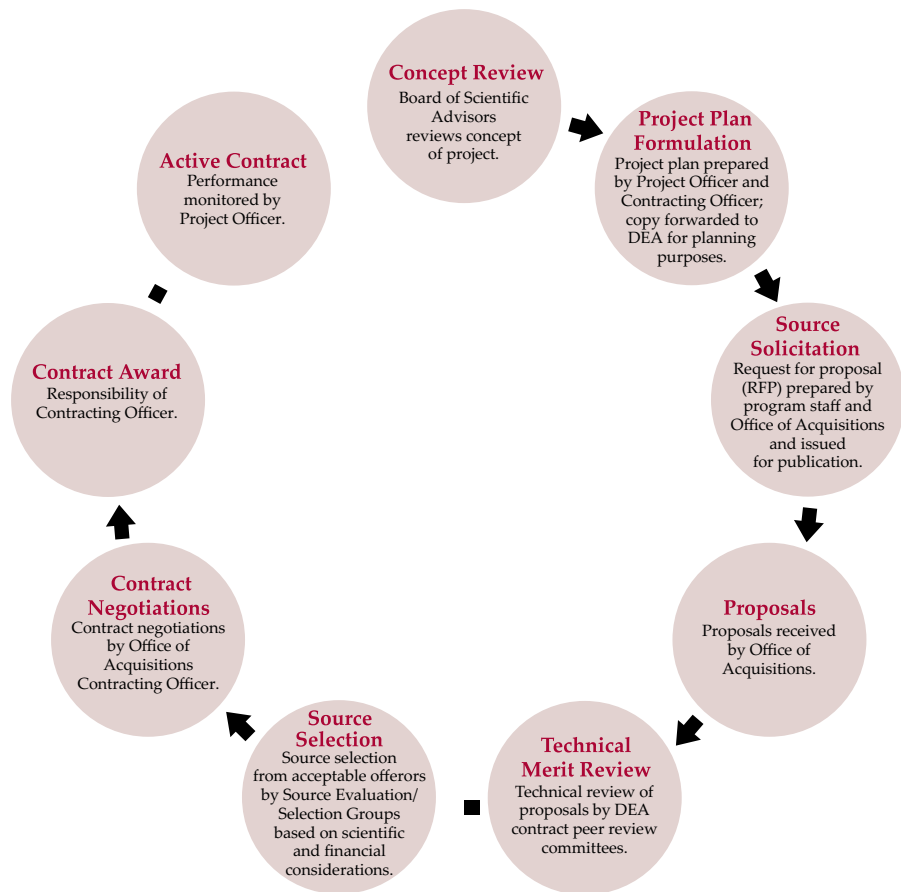 Concept Review
Board of Scientific
Advisors
reviews concept
of project.
Project Plan
Formulation
Project plan prepared
by Project Officer and
Contracting Officer;
copy forwarded to
DEA for planning
purposes.
Source
Solicitation
Request for proposal
(RFP) prepared by
program staff and
Office of Acquisitions
and issued
for publication.
Proposals
Proposals received
by Office of
Acquisitions.
Technical
Merit Review
Technical review of
proposals by DEA
contract peer review
committees.
Source
Selection
Source selection
from acceptable offerors
by Source Evaluation/
Selection Groups
based on scientific
and financial
considerations.
Contract
Negotiations
Contract negotiations
by Office of
Acquisitions
Contracting Officer.
Contract Award
Responsibility of
Contracting Officer.
Active Contract
Performance
monitored by
Project Officer.